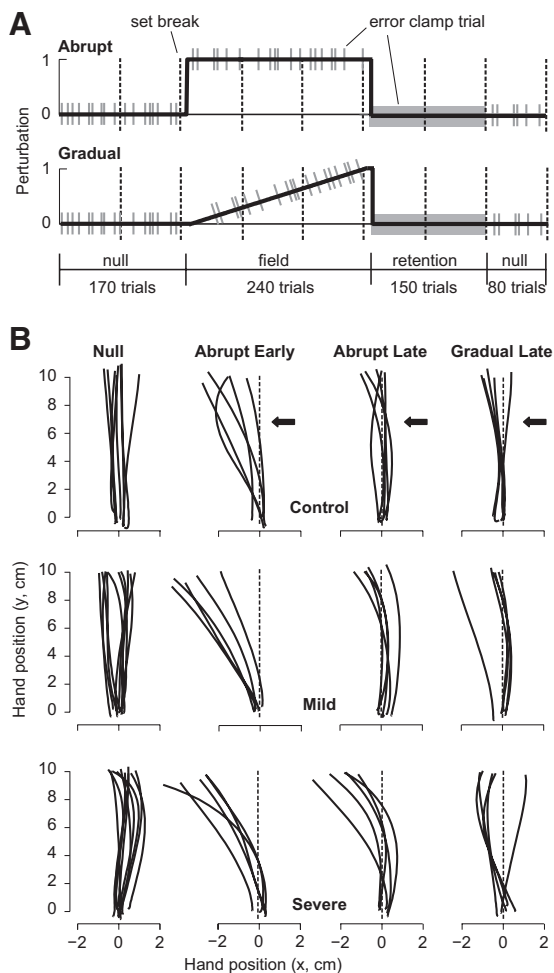 A
set break
error clamp trial
Abrupt
1
0
Gradual
1
0
Perturbation
null field retention null
170 trials 240 trials 150 trials 80 trials
B
Null Abrupt Early Abrupt Late Gradual Late
10
8
6
4
2
0
Control
10
8
6
4
2
0
Mild
Hand position (y, cm)
10
8
6
4
2
0
Severe
−2 0 2 −2 0 2 −2 0 2 −2 0 2
Hand position (x, cm)